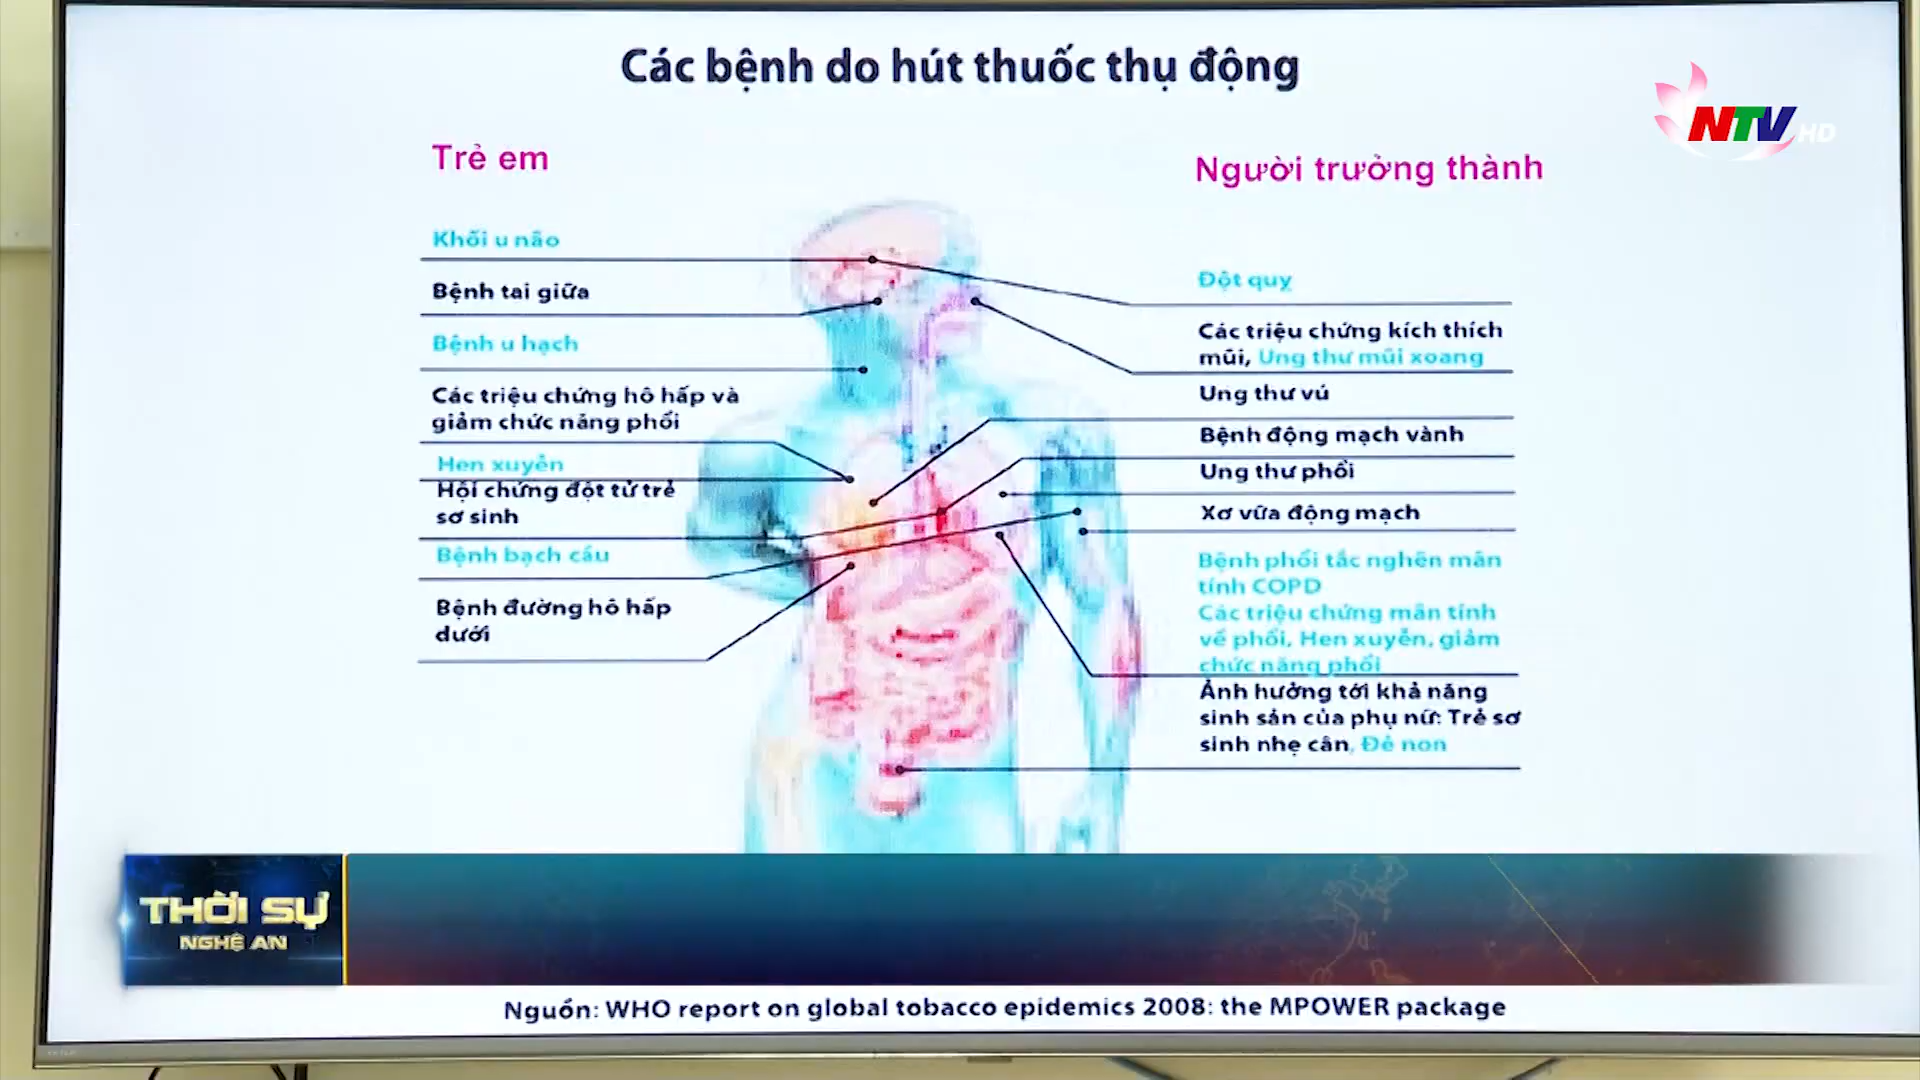 Các bệnh do hút thuốc thụ động
NTV HD
Trẻ em
Người trưởng thành
Khối u não
Bệnh tai giữa
Bệnh u hạch
Các triệu chứng hô hấp và
giảm chức năng phổi
Hen xuyễn
Hội chứng đột tử trẻ
sơ sinh
Bệnh bạch cầu
Bệnh đường hô hấp
dưới
Đột quỵ
Các triệu chứng kích thích
mũi, Ung thư mũi xoang
Ung thư vú
Bệnh động mạch vành
Ung thư phổi
Xơ vữa động mạch
Bệnh phổi tắc nghẽn mãn
tính COPD
Các triệu chứng mãn tính
về phổi, Hen xuyễn, giảm
chức năng phổi
Ảnh hưởng tới khả năng
sinh sản của phụ nữ: Trẻ sơ
sinh nhẹ cân, Đẻ non
THỜI SỰ
NGHỆ AN
Nguồn: WHO report on global tobacco epidemics 2008: the MPOWER package